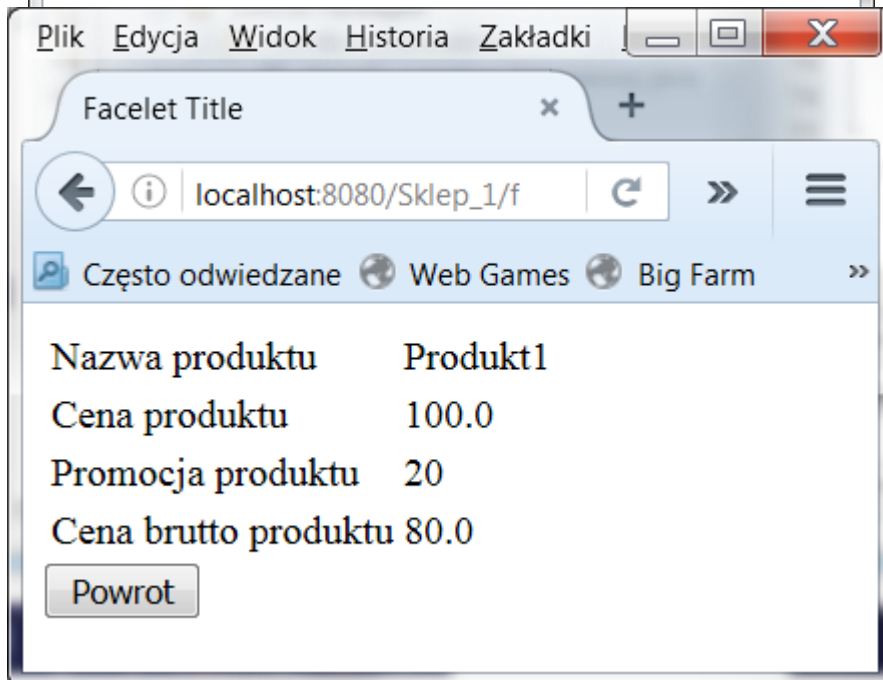 Plik Edycja Widok Historia Zakładki
Facelet Title
localhost:8080/Sklep_1/f
Często odwiedzane Web Games Big Farm
Nazwa produktu Produkt1
Cena produktu 100.0
Promocja produktu 20
Cena brutto produktu 80.0
Powrot